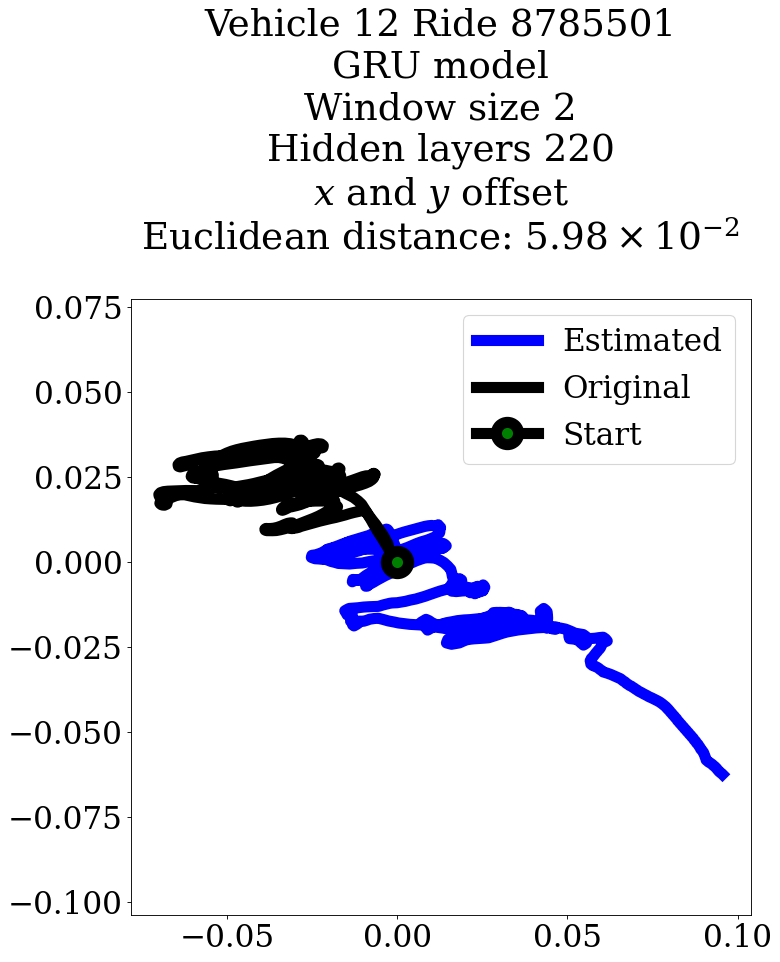 Vehicle 12 Ride 8785501
GRU model
Window size 2
Hidden layers 220
x and y offset
Euclidean distance: 5.98 × 10⁻²
Estimated
Original
Start
0.075
0.050
0.025
0.000
−0.025
−0.050
−0.075
−0.100
−0.05 0.00 0.05 0.10